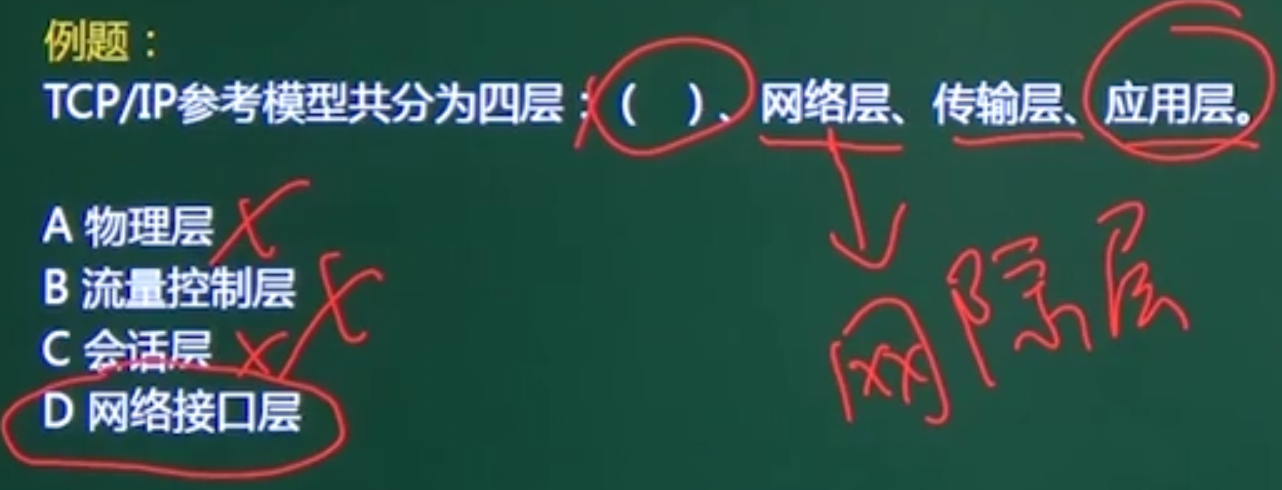 例题：
TCP/IP参考模型共分为四层：（ ）、网络层、传输层、应用层。
A 物理层
B 流量控制层
C 会话层
D 网络接口层
网际层